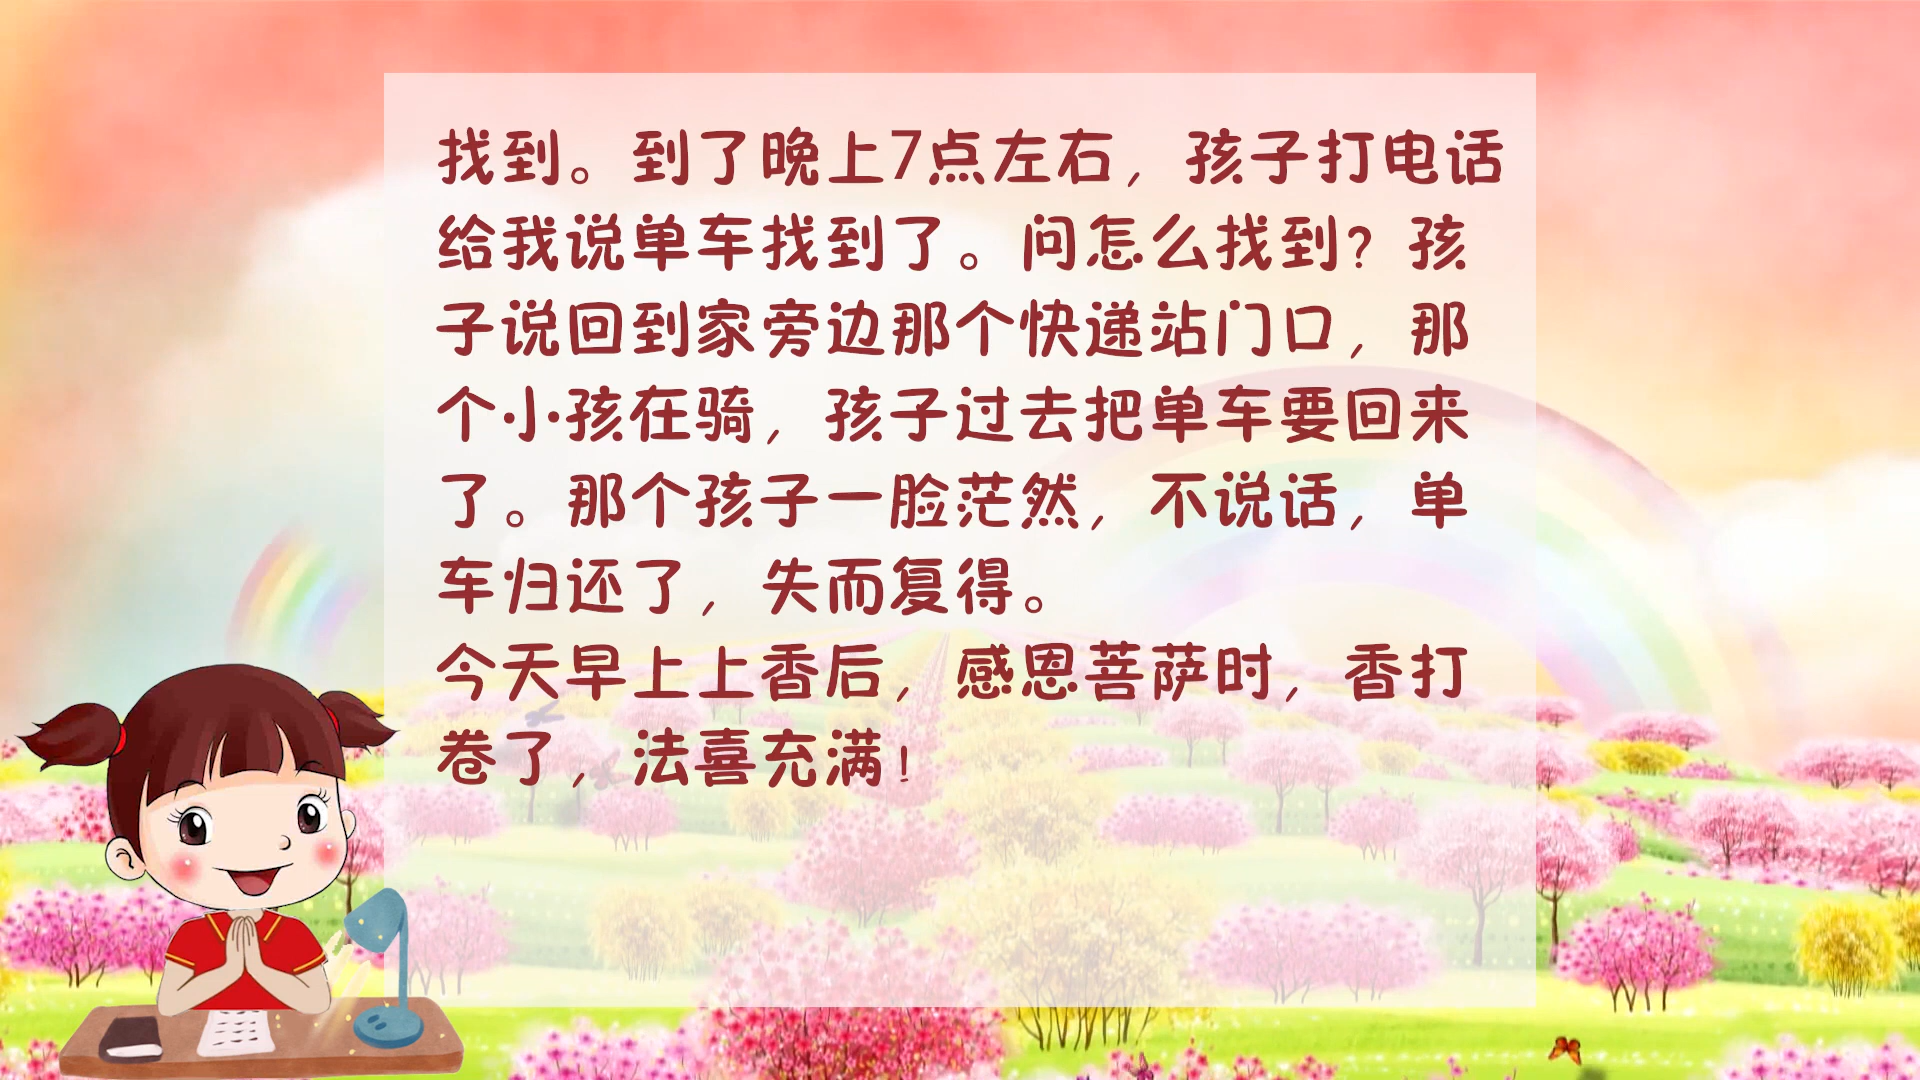 找到。到了晚上7点左右，孩子打电话
给我说单车找到了。问怎么找到？孩
子说回到家旁边那个快递站门口，那
个小孩在骑，孩子过去把单车要回来
了。那个孩子一脸茫然，不说话，单
车归还了，失而复得。
今天早上上香后，感恩菩萨时，香打
卷了，法喜充满！